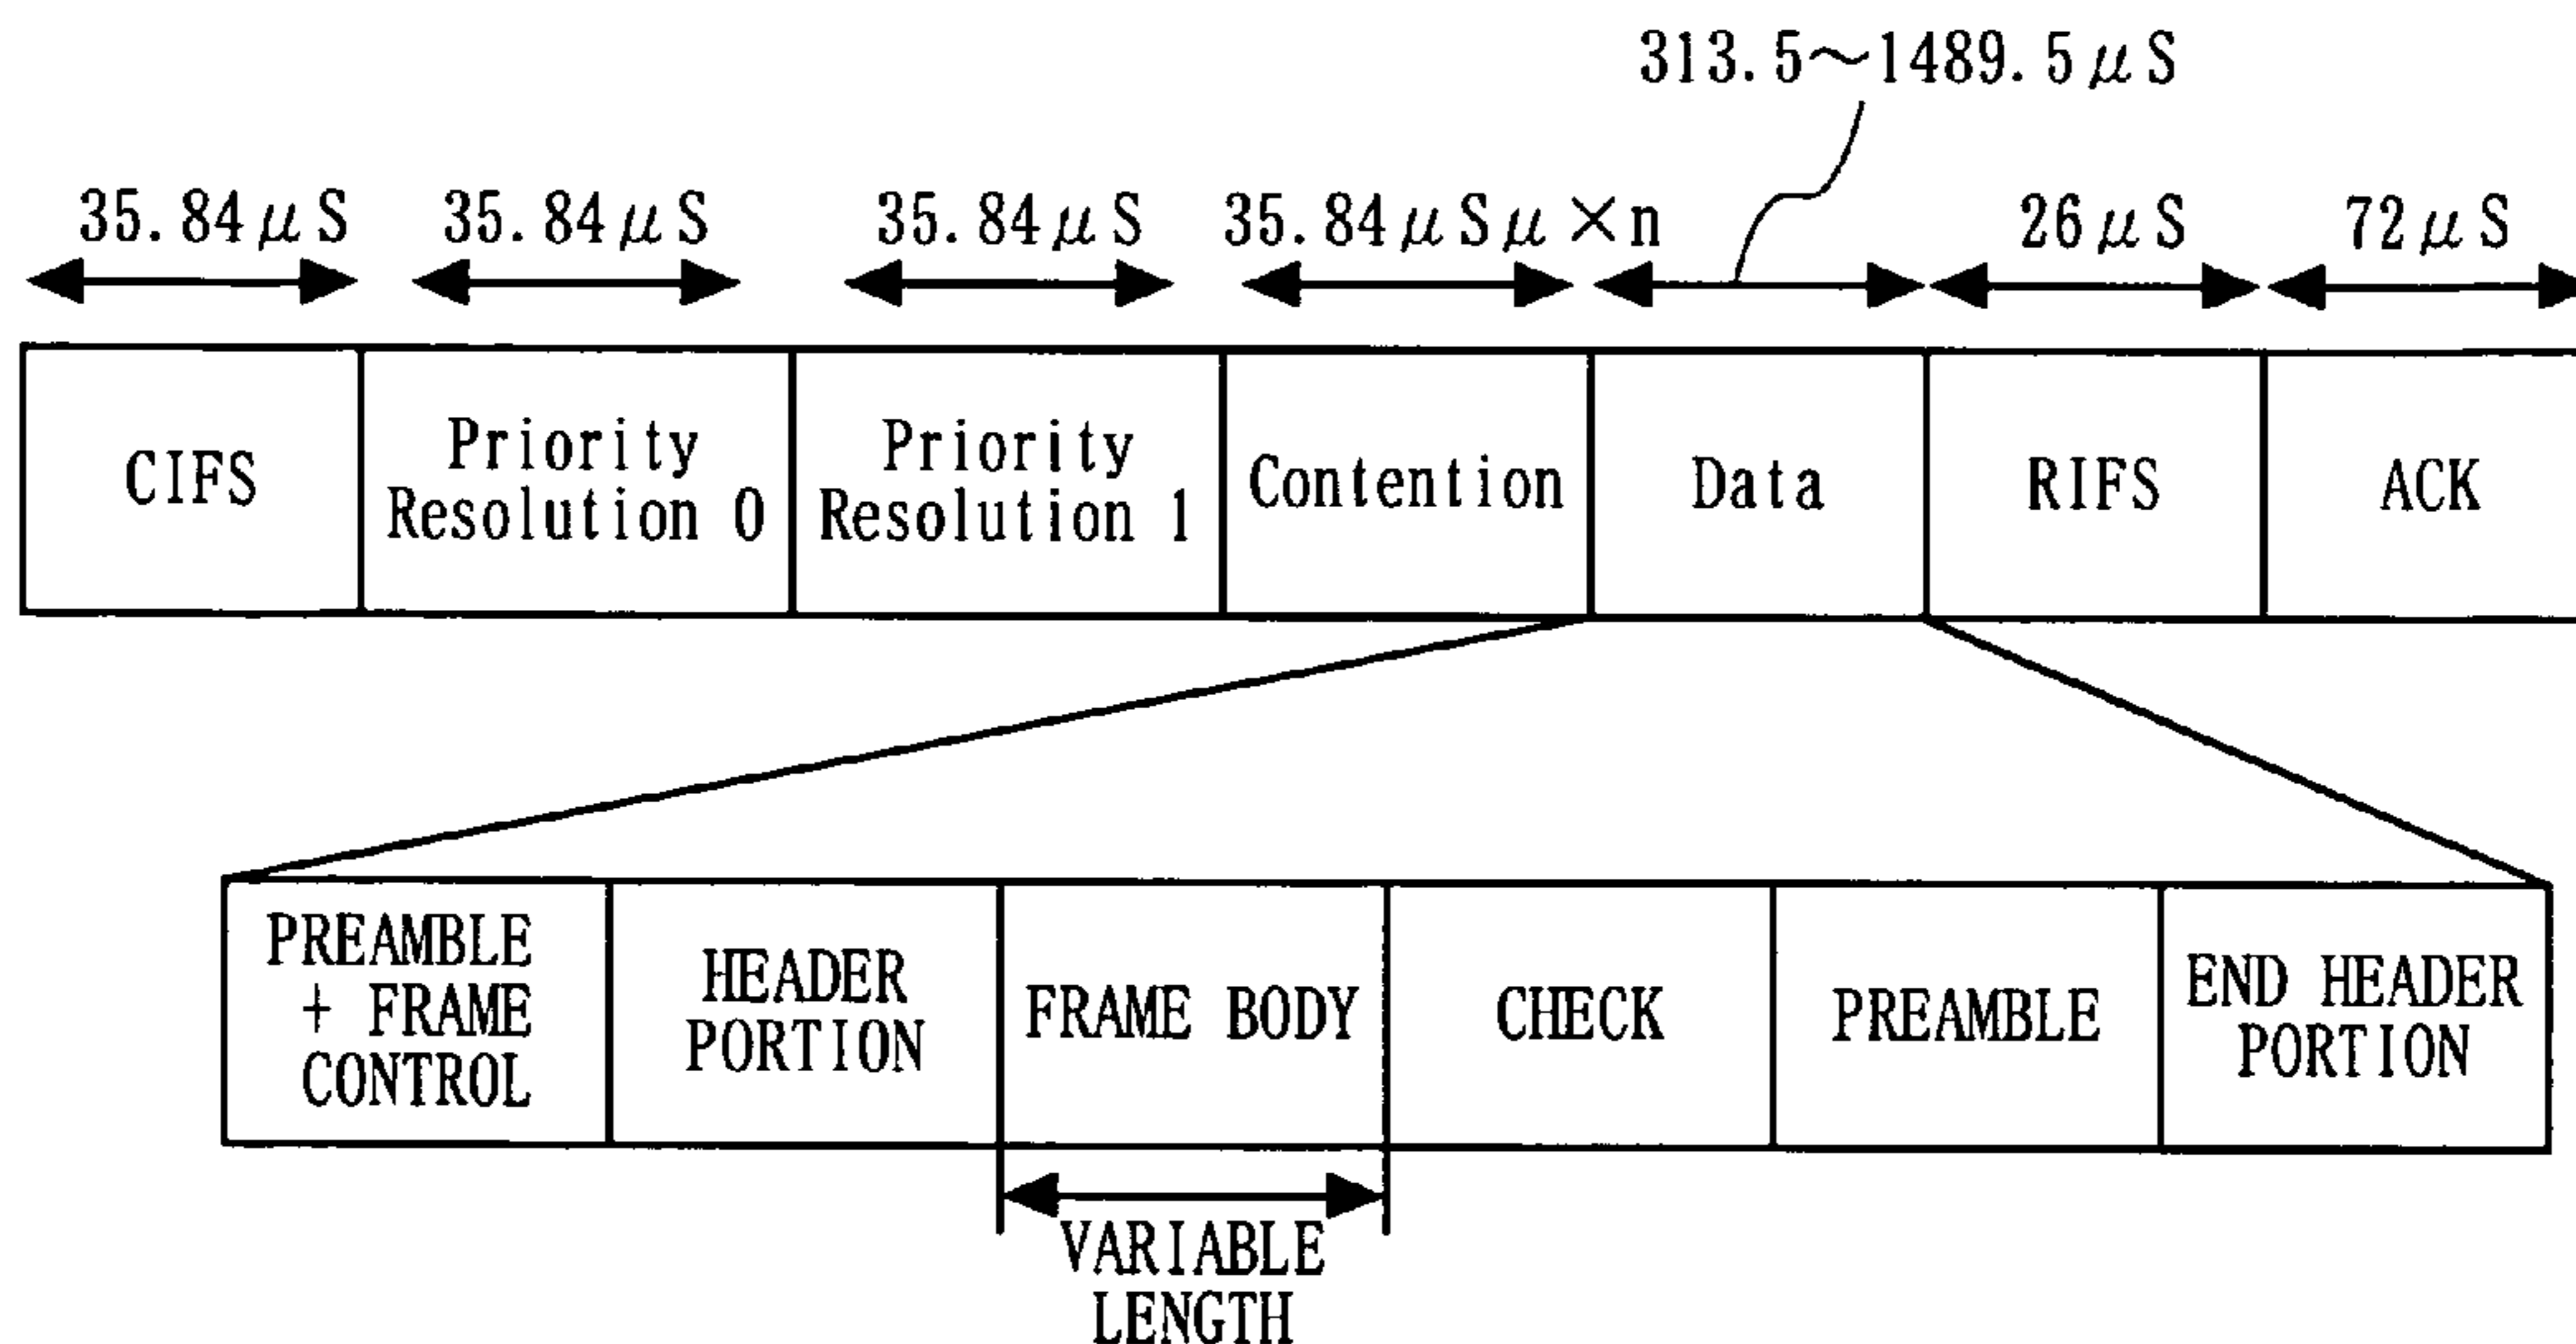 313.5～1489.5μS
35.84μS 35.84μS 35.84μS 35.84μSμ×n 26μS 72μS
CIFS
Priority
Resolution 0
Priority
Resolution 1
Contention
Data
RIFS
ACK
PREAMBLE
+ FRAME
CONTROL
HEADER
PORTION
FRAME BODY
CHECK
PREAMBLE
END HEADER
PORTION
VARIABLE
LENGTH